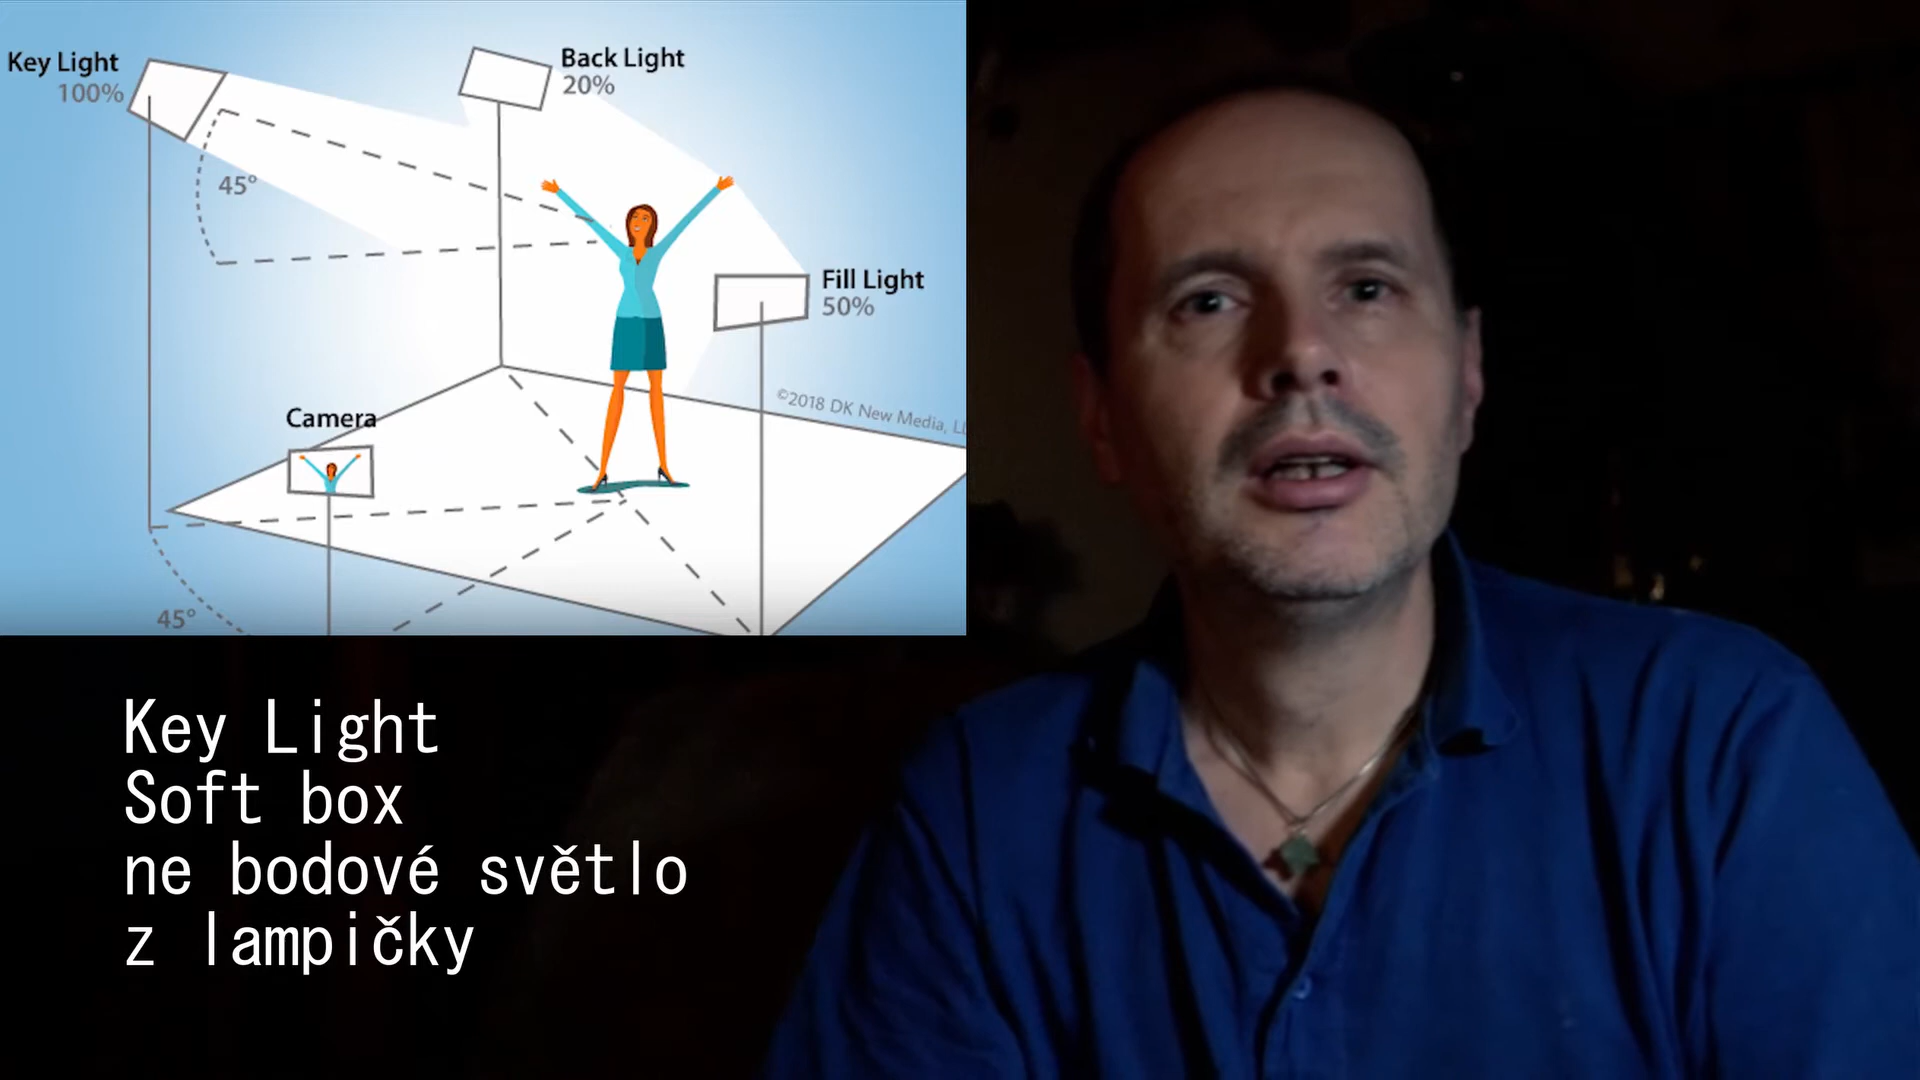 Key Light
100%
Back Light
20%
45°
Fill Light
50%
©2018 DK New Media,
Camera
45°
Key Light
Soft box
ne bodové světlo
z lampičky